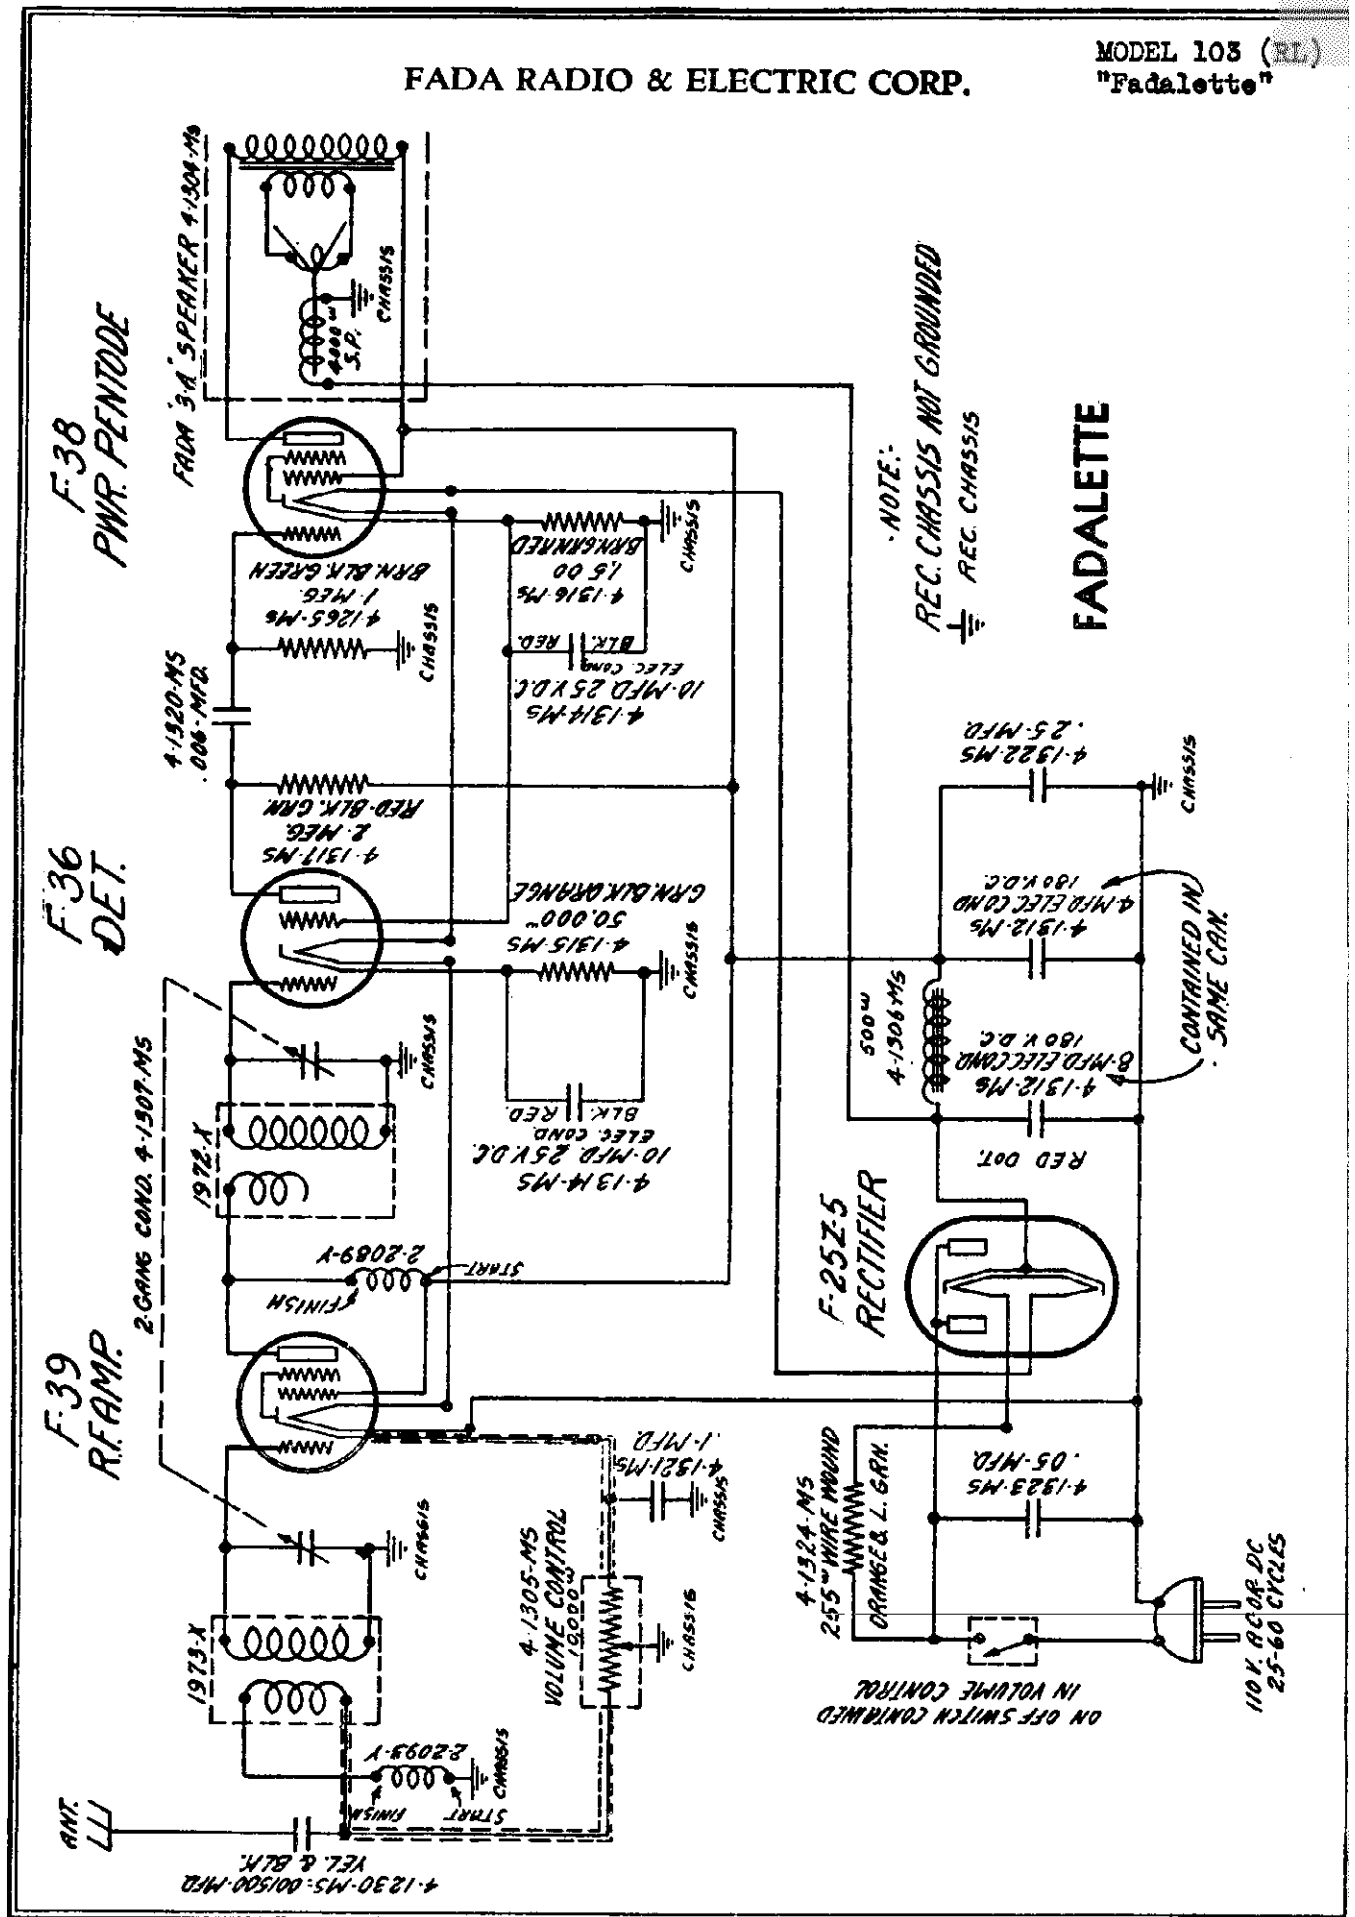 MODEL 103 (RL)
"Fadalette"
FADA RADIO & ELECTRIC CORP.
F-38
PWR. PENTODE
FADA "3-A" SPEAKER 4-1304-MS
4000ω
S.P.
CHASSIS
BRN. BLK. GREEN
1-MEG.
4-1265-MS
CHASSIS
BRN.GRN.RED
1,500
4-1316-MS
CHASSIS
BLK. RED.
ELEC. COND.
10-MFD. 25 V.D.C.
4-1314-MS
4-1320-MS
.006-MFD.
F-36
DET.
RED-BLK. GRN.
2-MEG.
4-1317-MS
GRN. BLK. ORANGE
50,000ω
4-1315-MS
CHASSIS
BLK. RED.
ELEC. COND.
10-MFD. 25 V.D.C.
4-1314-MS
2-GANG COND. 4-1307-MS
CHASSIS
1972-X
F-39
R.F. AMP.
2-2089-Y
START
FINISH
CHASSIS
1973-X
4-1321-MS
.1-MFD.
CHASSIS
4-1305-MS
VOLUME CONTROL
10,000ω
CHASSIS
2-2093-Y
FINISH
START
CHASSIS
ANT.
YEL. & BLK.
4-1230-MS-.001500-MFD
-NOTE:-
REC. CHASSIS NOT GROUNDED
REC. CHASSIS
FADALETTE
4-1322-MS
.25-MFD.
CHASSIS
4-1312-MS
4-MFD ELEC COND
180 V.D.C.
500ω
4-1306-MS
4-1312-MS
8-MFD. ELEC COND
180 V.D.C
CONTAINED IN
SAME CAN.
RED DOT.
F-25Z-5
RECTIFIER
4-1324-MS
255ω WIRE WOUND
ORANGE & L. GRN.
4-1323-MS
.05-MFD.
ON OFF SWITCH CONTAINED
IN VOLUME CONTROL
110 V. A C OR DC
25-60 CYCLES